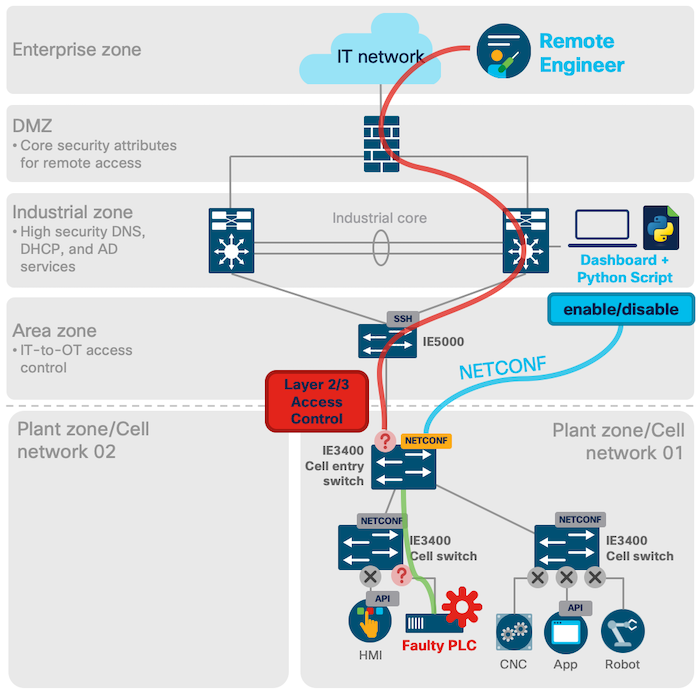 Enterprise zone
IT network
Remote
Engineer
DMZ
• Core security attributes
for remote access
Industrial zone
• High security DNS,
DHCP, and AD
services
Industrial core
Dashboard +
Python Script
Area zone
• IT-to-OT access
control
SSH
IE5000
enable/disable
NETCONF
Layer 2/3
Access
Control
Plant zone/Cell
network 02
Plant zone/Cell
network 01
?
NETCONF
IE3400
Cell entry
switch
NETCONF
IE3400
Cell switch
NETCONF
IE3400
Cell switch
?
API
HMI
Faulty PLC
API
CNC
App
Robot